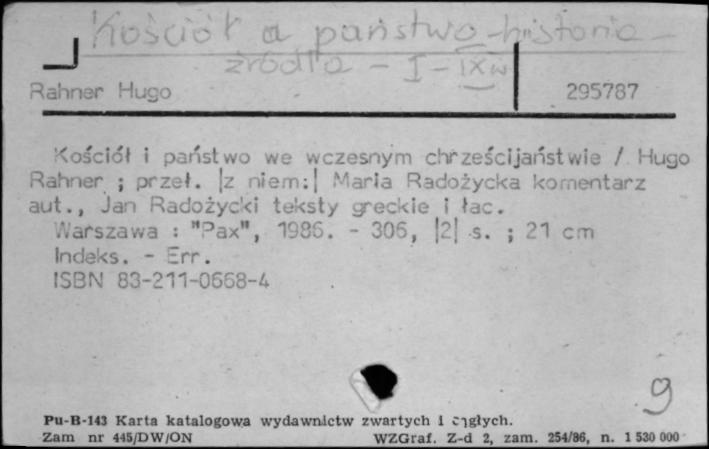 Kościół a państwo - historia -
źródła - I - IX w
Rahner Hugo 295787
Kościół i państwo we wczesnym chrześcijaństwie / Hugo
Rahner ; przeł. |z niem:| Maria Radożycka komentarz
aut., Jan Radożycki teksty greckie i łac.
Warszawa : "Pax", 1986. - 306, |2| s. ; 21 cm
Indeks. - Err.
ISBN 83-211-0668-4
9
Pu-B-143 Karta katalogowa wydawnictw zwartych i ciągłych.
Zam nr 445/DW/ON WZGraf. Z-d 2, zam. 254/86, n. 1 530 000